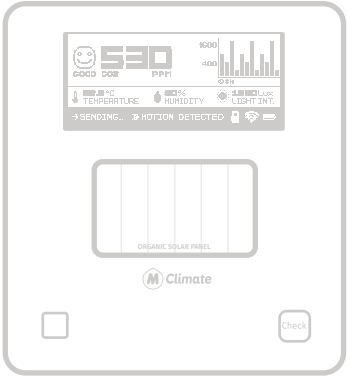 530
GOOD CO2 PPM
1600
400
°C
TEMPERATURE
50%
HUMIDITY
Lux
LIGHT INT.
→SENDING… MOTION DETECTED
ORGANIC SOLAR PANEL
M Climate
Check